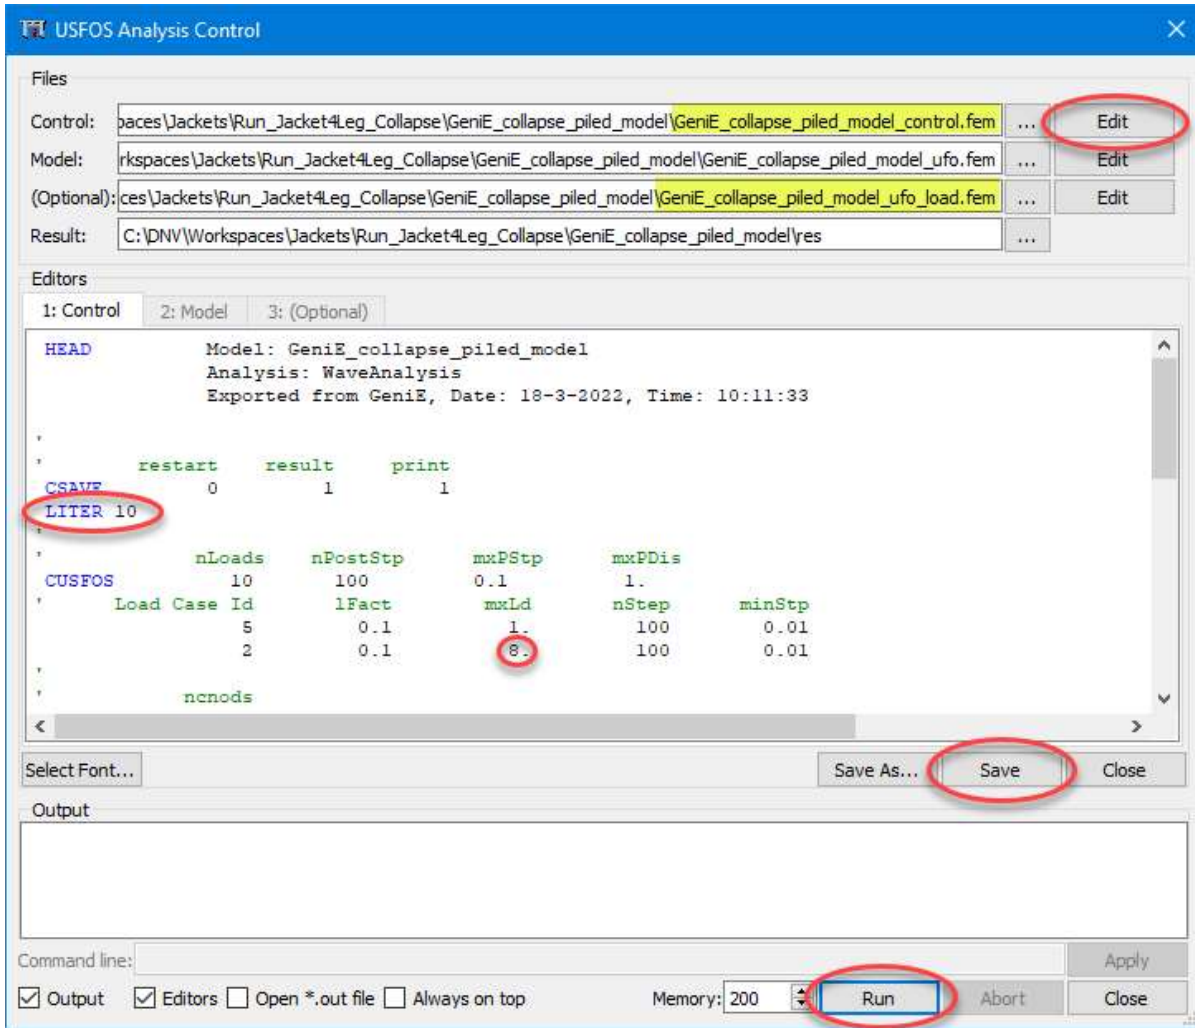 USFOS Analysis Control
Files
Control: paces\Jackets\Run_Jacket4Leg_Collapse\GeniE_collapse_piled_model\GeniE_collapse_piled_model_control.fem ... Edit
Model: rkspaces\Jackets\Run_Jacket4Leg_Collapse\GeniE_collapse_piled_model\GeniE_collapse_piled_model_ufo.fem ... Edit
(Optional): ces\Jackets\Run_Jacket4Leg_Collapse\GeniE_collapse_piled_model\GeniE_collapse_piled_model_ufo_load.fem ... Edit
Result: C:\DNV\Workspaces\Jackets\Run_Jacket4Leg_Collapse\GeniE_collapse_piled_model\res ...
Editors
1: Control 2: Model 3: (Optional)
HEAD Model: GeniE_collapse_piled_model
Analysis: WaveAnalysis
Exported from GeniE, Date: 18-3-2022, Time: 10:11:33
'
' restart result print
CSAVE 0 1 1
LITER 10
'
' nLoads nPostStp mxPStp mxPDis
CUSFOS 10 100 0.1 1.
' Load Case Id lFact mxLd nStep minStp
5 0.1 1. 100 0.01
2 0.1 8. 100 0.01
'
' ncnods
Select Font... Save As... Save Close
Output
Command line: Apply
Output Editors Open *.out file Always on top Memory: 200 Run Abort Close